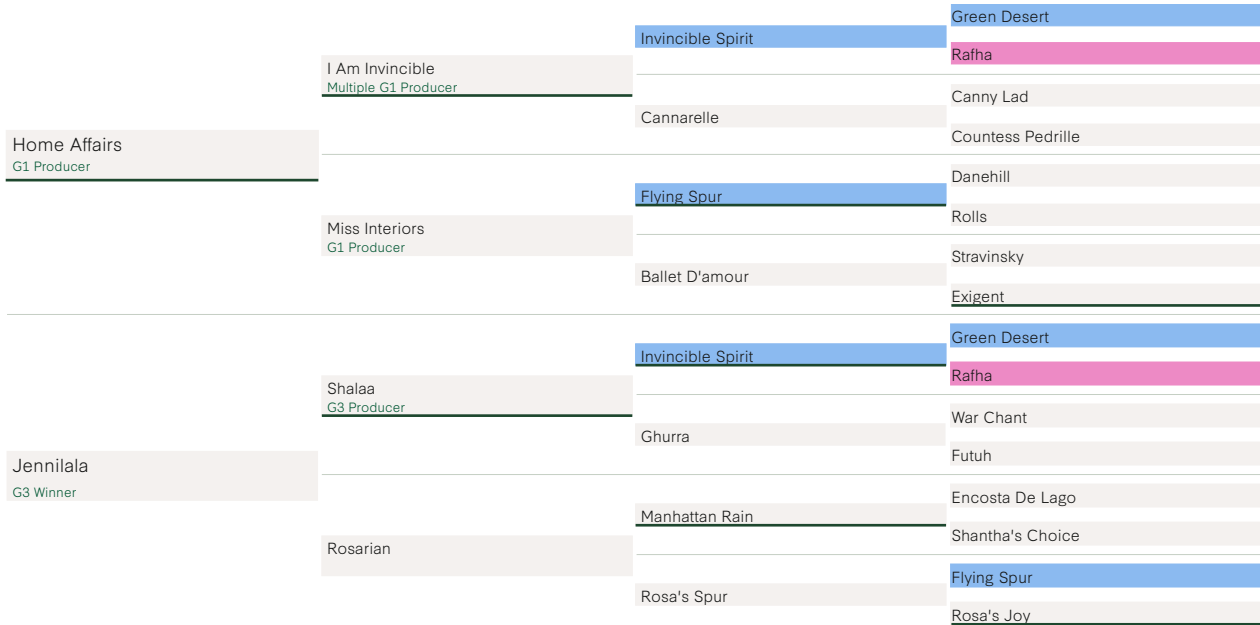 Home Affairs
G1 Producer
Jennilala
G3 Winner
I Am Invincible
Multiple G1 Producer
Miss Interiors
G1 Producer
Shalaa
G3 Producer
Rosarian
Invincible Spirit
Cannarelle
Flying Spur
Ballet D'amour
Invincible Spirit
Ghurra
Manhattan Rain
Rosa's Spur
Green Desert
Rafha
Canny Lad
Countess Pedrille
Danehill
Rolls
Stravinsky
Exigent
Green Desert
Rafha
War Chant
Futuh
Encosta De Lago
Shantha's Choice
Flying Spur
Rosa's Joy